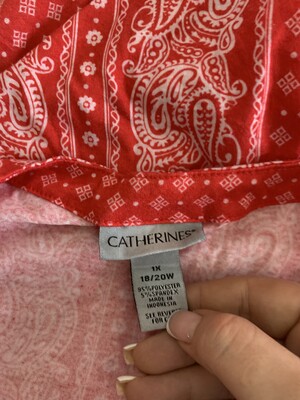 CATHERINES®
1X
18/20W
95%POLYESTER
5%SPANDEX
MADE IN
INDONESIA
SEE REVERSE
FOR